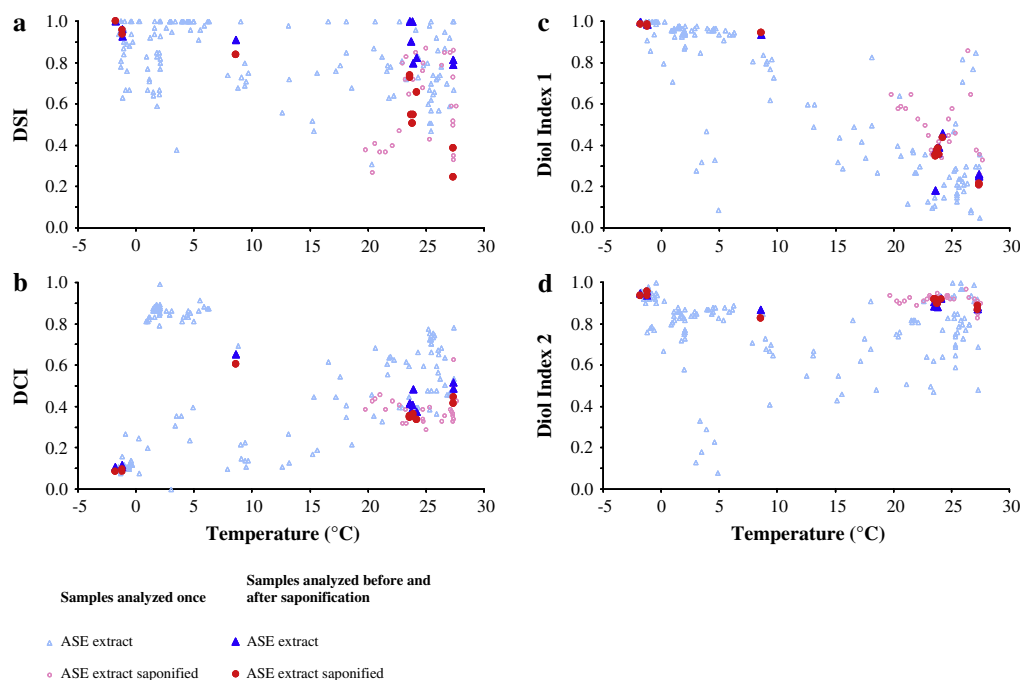 a
1.0
0.8
0.6
0.4
0.2
0.0
DSI
-5 0 5 10 15 20 25 30
b
1.0
0.8
0.6
0.4
0.2
0.0
DCI
-5 0 5 10 15 20 25 30
Temperature (°C)
c
1.0
0.8
0.6
0.4
0.2
0.0
Diol Index 1
-5 0 5 10 15 20 25 30
d
1.0
0.8
0.6
0.4
0.2
0.0
Diol Index 2
-5 0 5 10 15 20 25 30
Temperature (°C)
Samples analyzed once
ASE extract
ASE extract saponified
Samples analyzed before and
after saponification
ASE extract
ASE extract saponified